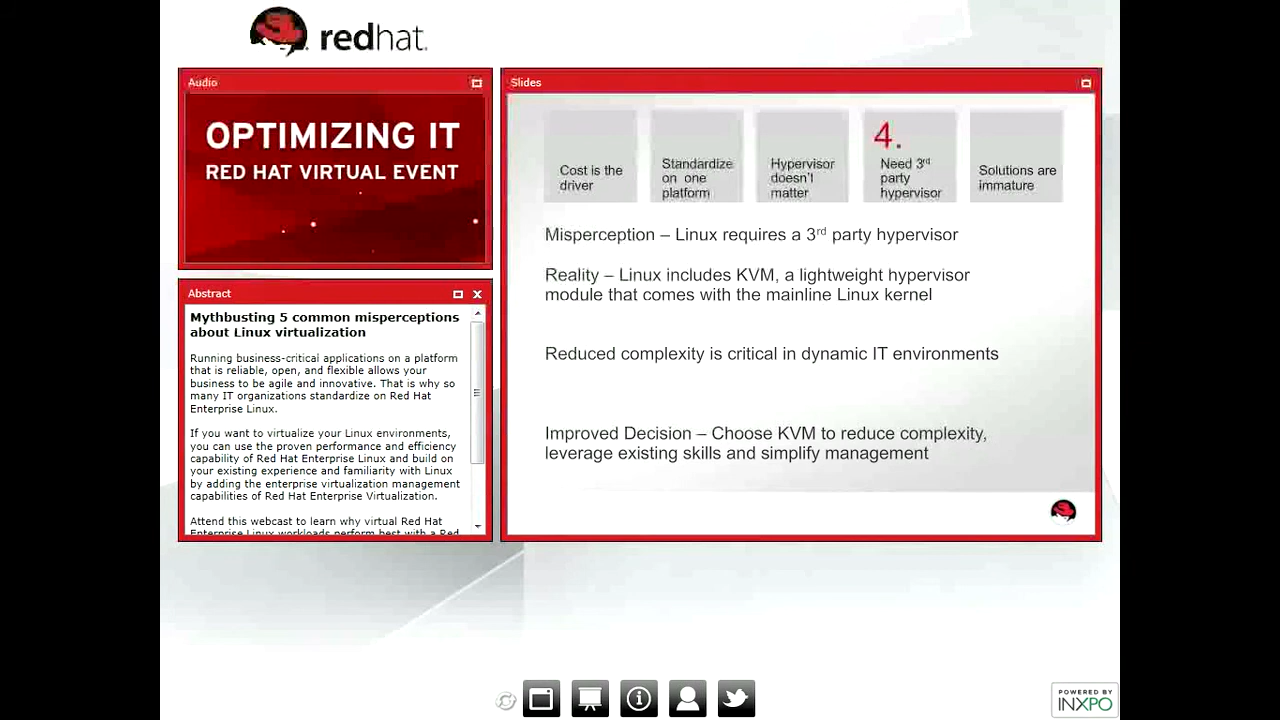 redhat.
Audio
OPTIMIZING IT
RED HAT VIRTUAL EVENT
Abstract
Mythbusting 5 common misperceptions
about Linux virtualization
Running business-critical applications on a platform
that is reliable, open, and flexible allows your
business to be agile and innovative. That is why so
many IT organizations standardize on Red Hat
Enterprise Linux.
If you want to virtualize your Linux environments,
you can use the proven performance and efficiency
capability of Red Hat Enterprise Linux and build on
your existing experience and familiarity with Linux
by adding the enterprise virtualization management
capabilities of Red Hat Enterprise Virtualization.
Attend this webcast to learn why virtual Red Hat
Enterprise Linux workloads perform best with a Red
Slides
Cost is the
driver
Standardize
on one
platform
Hypervisor
doesn't
matter
4.
Need 3rd
party
hypervisor
Solutions are
immature
Misperception – Linux requires a 3rd party hypervisor
Reality – Linux includes KVM, a lightweight hypervisor
module that comes with the mainline Linux kernel
Reduced complexity is critical in dynamic IT environments
Improved Decision – Choose KVM to reduce complexity,
leverage existing skills and simplify management
POWERED BY
INXPO